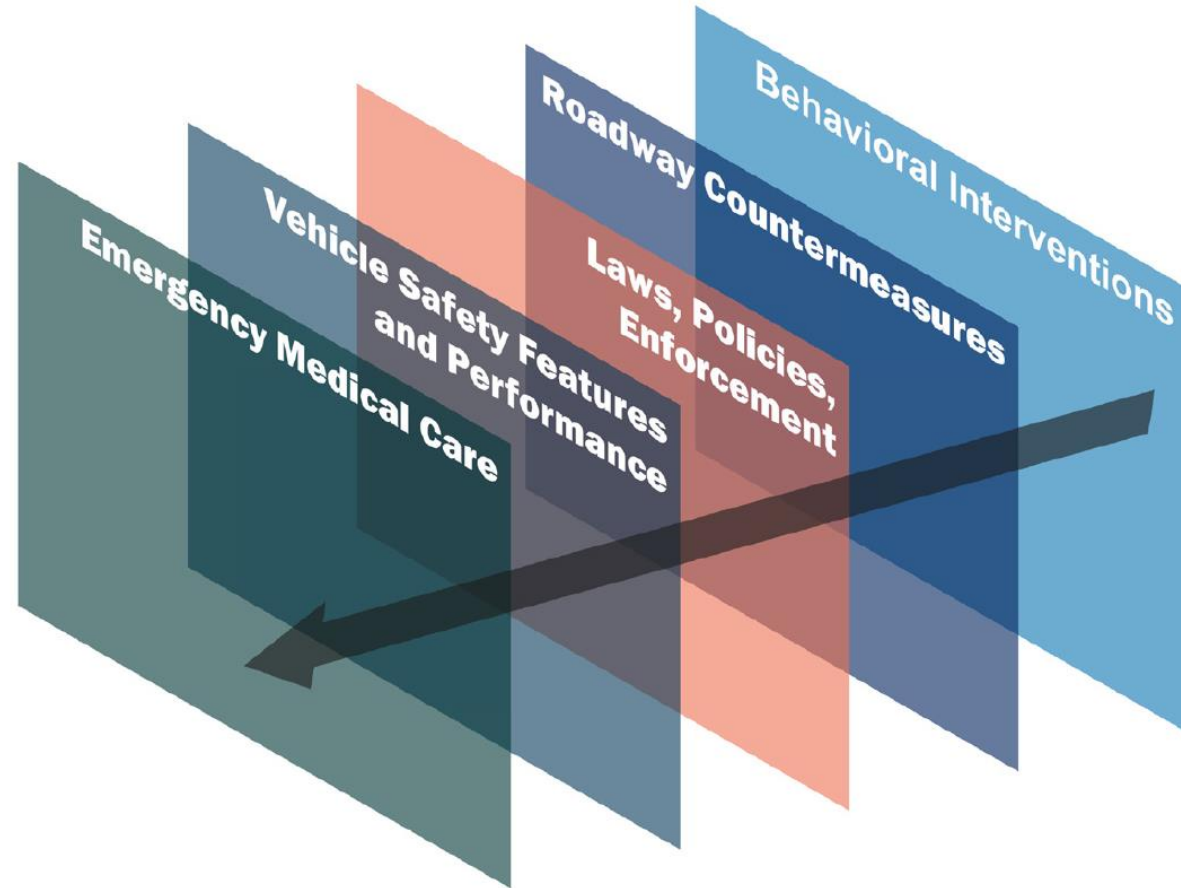 Behavioral Interventions
Roadway Countermeasures
Laws, Policies,
Enforcement
Vehicle Safety Features
and Performance
Emergency Medical Care